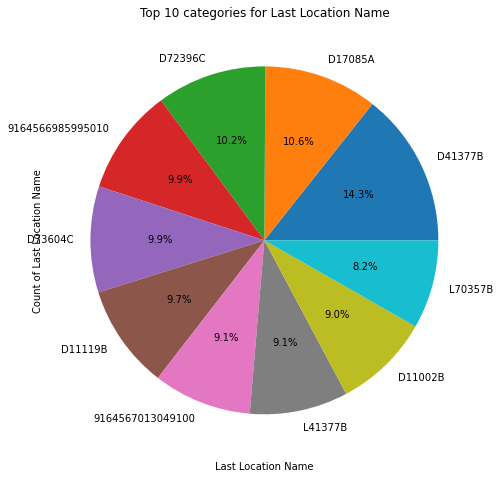 Top 10 categories for Last Location Name
D72396C
D17085A
9164566985995010
D41377B
10.2%
10.6%
9.9%
14.3%
D73604C
9.9%
Count of Last Location Name
8.2%
L70357B
9.7%
9.0%
9.1%
9.1%
D11119B
D11002B
9164567013049100
L41377B
Last Location Name